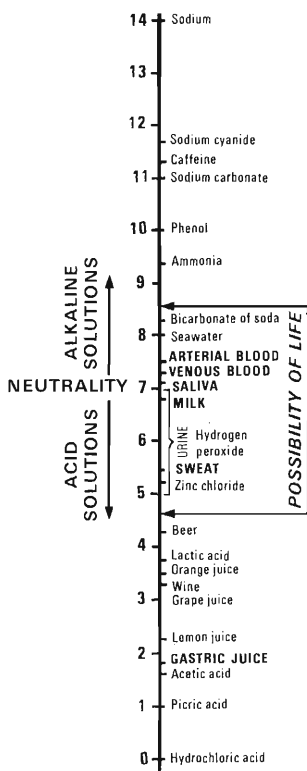 14 Sodium
13
12
Sodium cyanide
Caffeine
11 Sodium carbonate
10 Phenol
Ammonia
9
Bicarbonate of soda
8 Seawater
ARTERIAL BLOOD
VENOUS BLOOD
NEUTRALITY 7 SALIVA
MILK
6 Hydrogen
peroxide
URINE
SWEAT
Zinc chloride
5
Beer
4
Lactic acid
Orange juice
Wine
3 Grape juice
Lemon juice
2
GASTRIC JUICE
Acetic acid
1 Picric acid
0 Hydrochloric acid
ALKALINE
SOLUTIONS
ACID
SOLUTIONS
POSSIBILITY OF LIFE